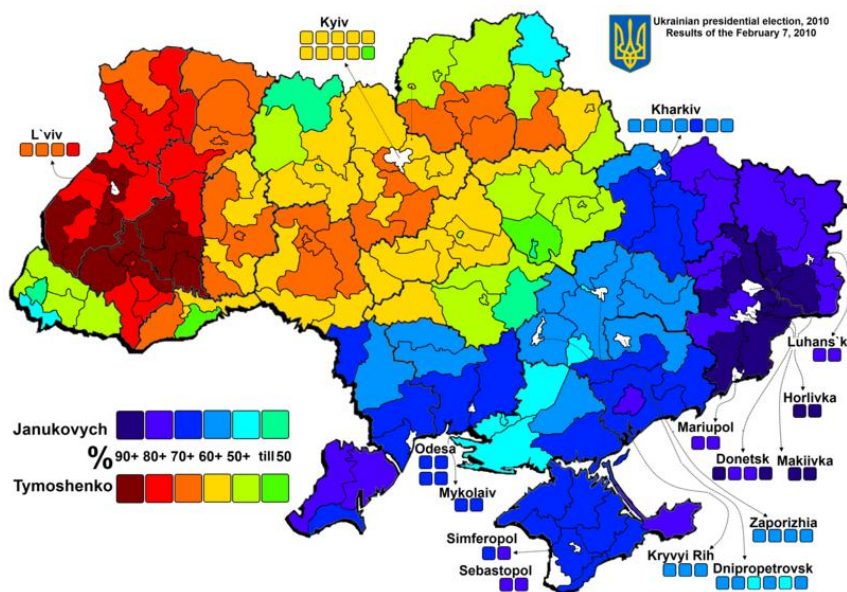 Ukrainian presidential election, 2010
Results of the February 7, 2010
Kyiv
Kharkiv
L`viv
Luhans`k
Horlivka
Mariupol
Donetsk
Makiivka
Janukovych
% 90+ 80+ 70+ 60+ 50+ till 50
Tymoshenko
Odesa
Mykolaiv
Simferopol
Sebastopol
Zaporizhia
Kryvyi Rih
Dnipropetrovsk